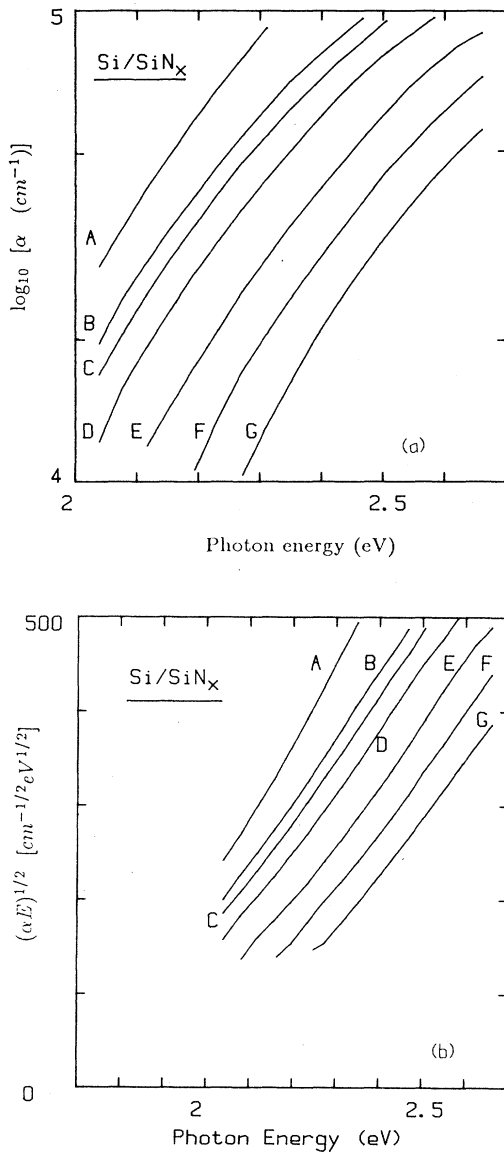 5
Si/SiNx
A
B
C
D
E
F
G
(a)
4
2
2.5
log10 [α (cm-1)]
Photon energy (eV)
500
Si/SiNx
A
B
E
F
D
G
C
(αE)1/2 [cm-1/2eV1/2]
(b)
0
2
2.5
Photon Energy (eV)